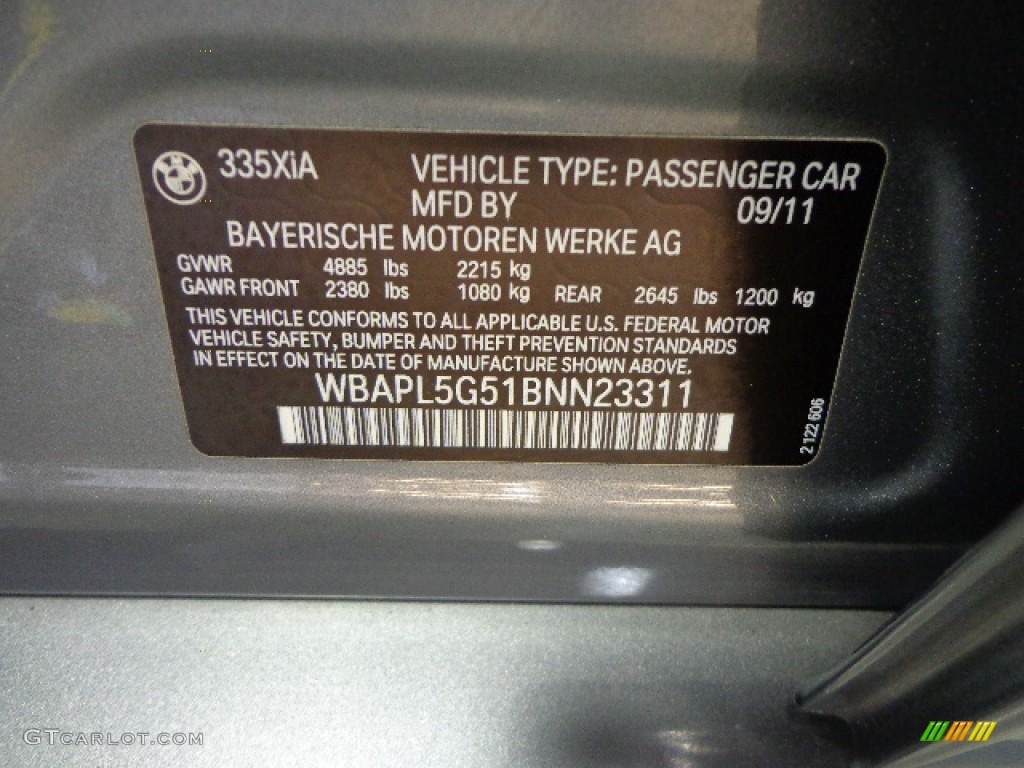 335XiA VEHICLE TYPE: PASSENGER CAR
MFD BY 09/11
BAYERISCHE MOTOREN WERKE AG
GVWR 4885 lbs 2215 kg
GAWR FRONT 2380 lbs 1080 kg REAR 2645 lbs 1200 kg
THIS VEHICLE CONFORMS TO ALL APPLICABLE U.S. FEDERAL MOTOR
VEHICLE SAFETY, BUMPER AND THEFT PREVENTION STANDARDS
IN EFFECT ON THE DATE OF MANUFACTURE SHOWN ABOVE.
WBAPL5G51BNN23311
2 122 606
GTCARLOT.COM